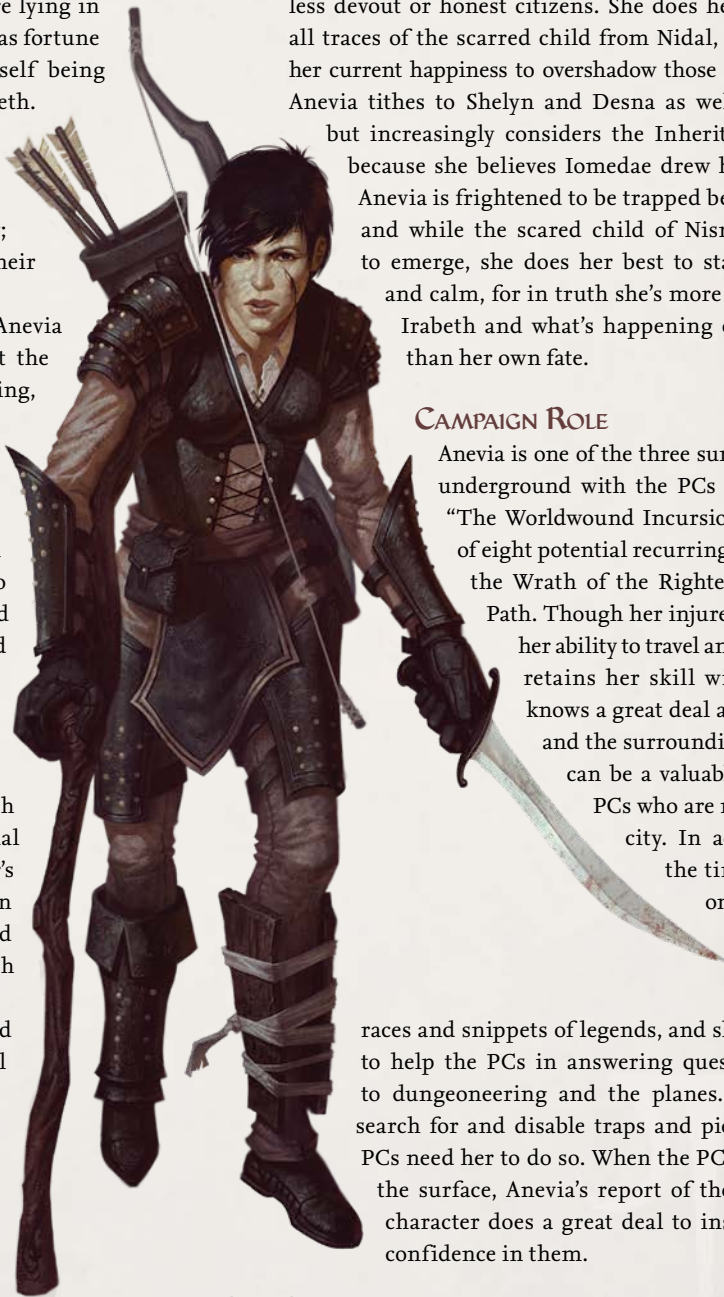 re lying in
as fortune
self being
eth.
;
heir
Anevia
t the
ing,
o
d
d
h
al
r's
n
d
h
d
l
less devout or honest citizens. She does he
all traces of the scarred child from Nidal,
her current happiness to overshadow those
Anevia tithes to Shelyn and Desna as wel
but increasingly considers the Inherit
because she believes Iomedae drew h
Anevia is frightened to be trapped be
and while the scared child of Nisr
to emerge, she does her best to sta
and calm, for in truth she's more
Irabeth and what's happening
than her own fate.
Campaign Role
Anevia is one of the three sur
underground with the PCs
“The Worldwound Incursio
of eight potential recurring
the Wrath of the Righte
Path. Though her injure
her ability to travel an
retains her skill wi
knows a great deal a
and the surroundi
can be a valuabl
PCs who are
city. In a
the ti
on
races and snippets of legends, and sh
to help the PCs in answering ques
to dungeoneering and the planes.
search for and disable traps and pic
PCs need her to do so. When the PC
the surface, Anevia’s report of the
character does a great deal to ins
confidence in them.